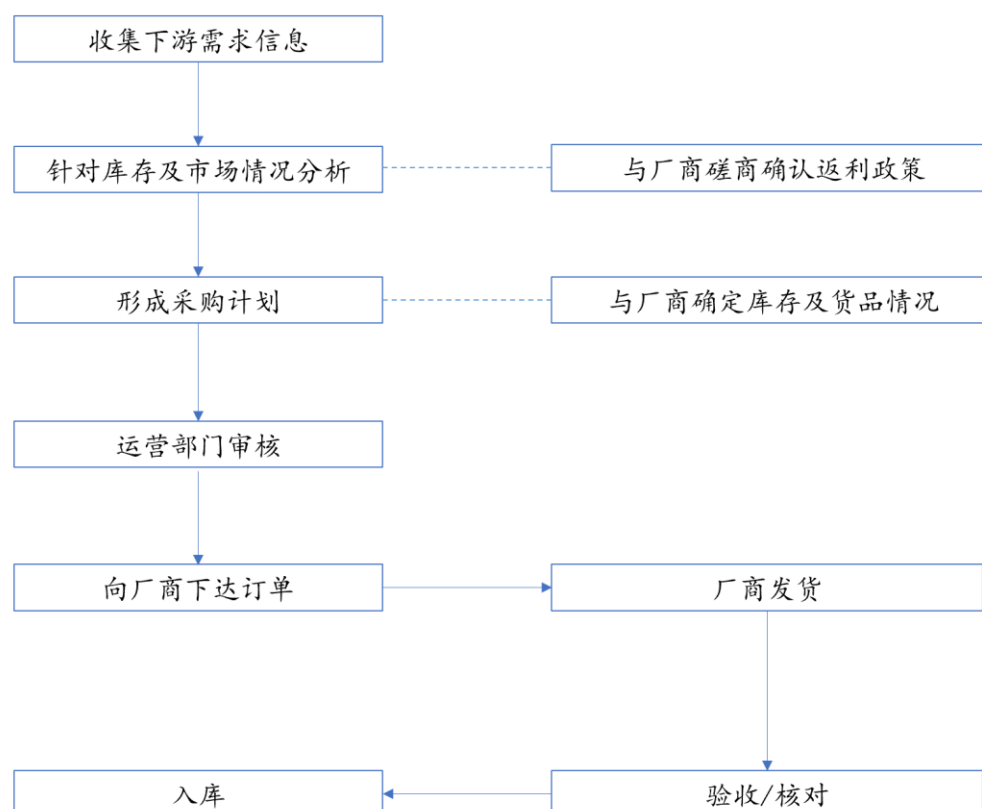 收集下游需求信息
针对库存及市场情况分析
与厂商磋商确认返利政策
形成采购计划
与厂商确定库存及货品情况
运营部门审核
向厂商下达订单
厂商发货
入库
验收/核对